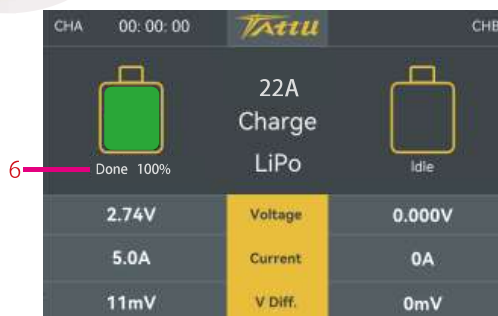 CHA 00: 00: 00 TATTU CHB
22A
Charge
LiPo
6 Done 100% Idle
2.74V Voltage 0.000V
5.0A Current 0A
11mV V Diff. 0mV